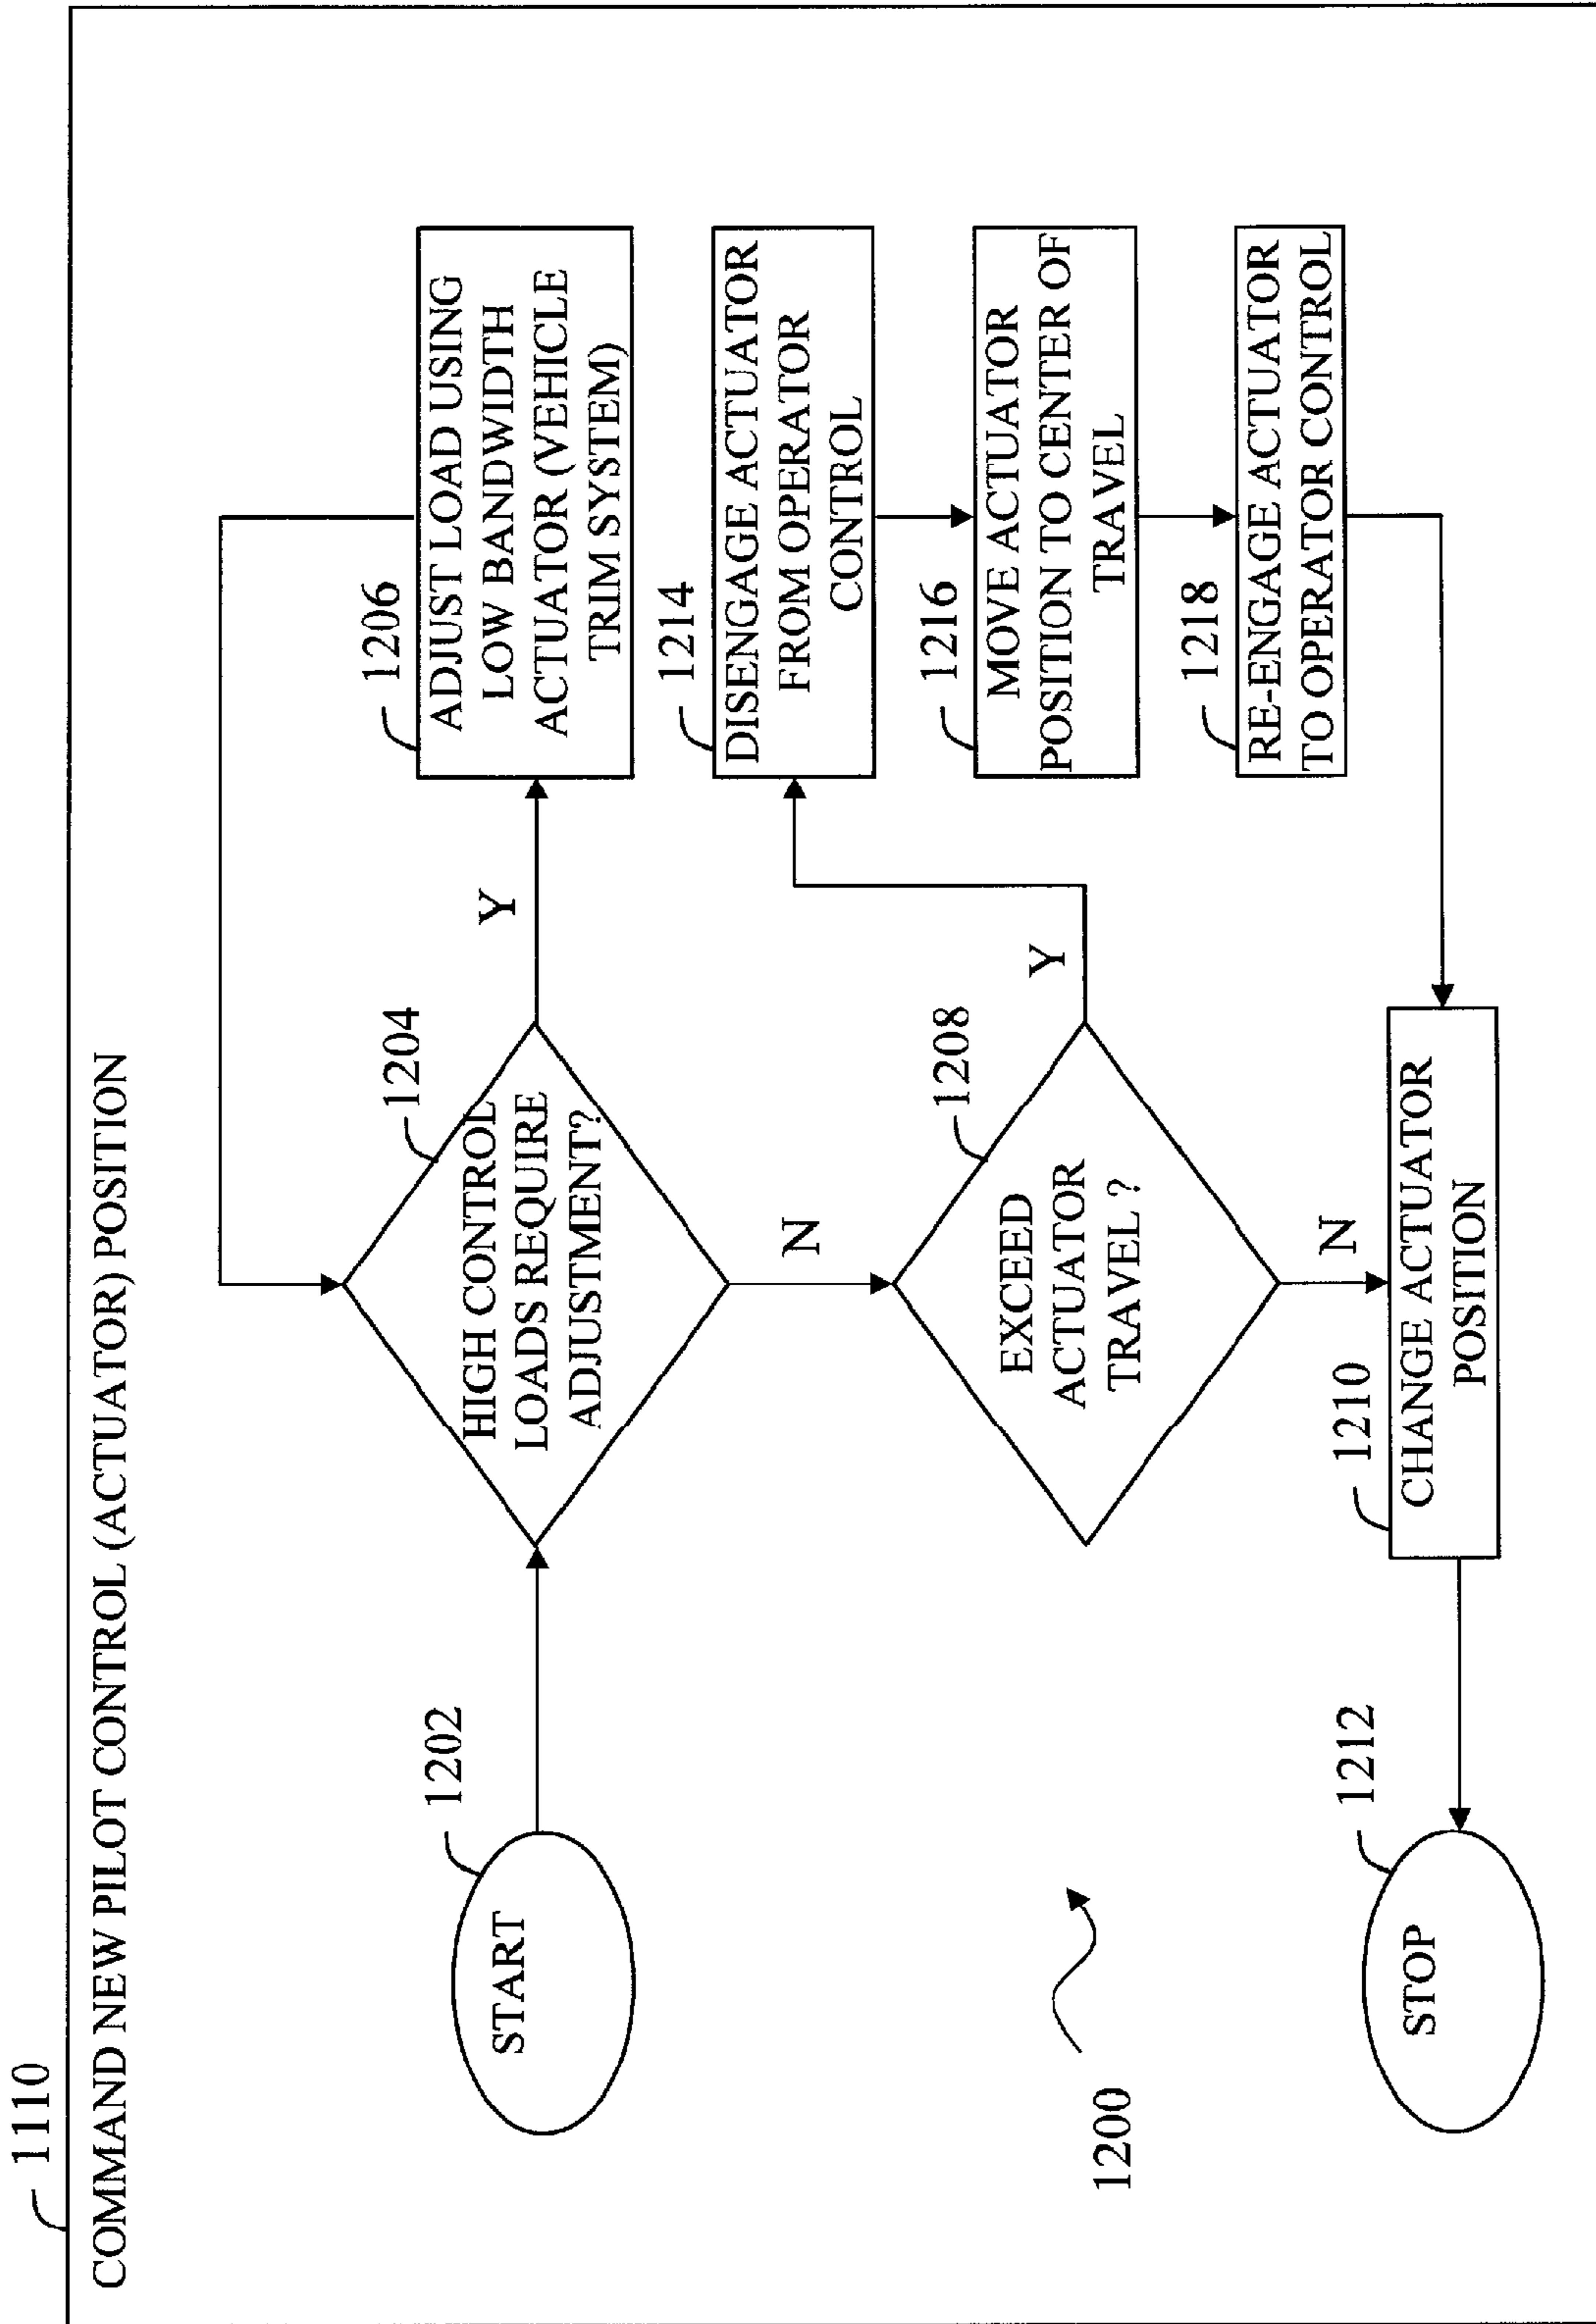 1110
COMMAND NEW PILOT CONTROL (ACTUATOR) POSITION
1202
START
1204
HIGH CONTROL
LOADS REQUIRE
ADJUSTMENT?
Y
1206
ADJUST LOAD USING
LOW BANDWIDTH
ACTUATOR (VEHICLE
TRIM SYSTEM)
N
1208
EXCEED
ACTUATOR
TRAVEL ?
Y
1214
DISENGAGE ACTUATOR
FROM OPERATOR
CONTROL
1216
MOVE ACTUATOR
POSITION TO CENTER OF
TRAVEL
1218
RE-ENGAGE ACTUATOR
TO OPERATOR CONTROL
N
1210
CHANGE ACTUATOR
POSITION
1212
STOP
1200